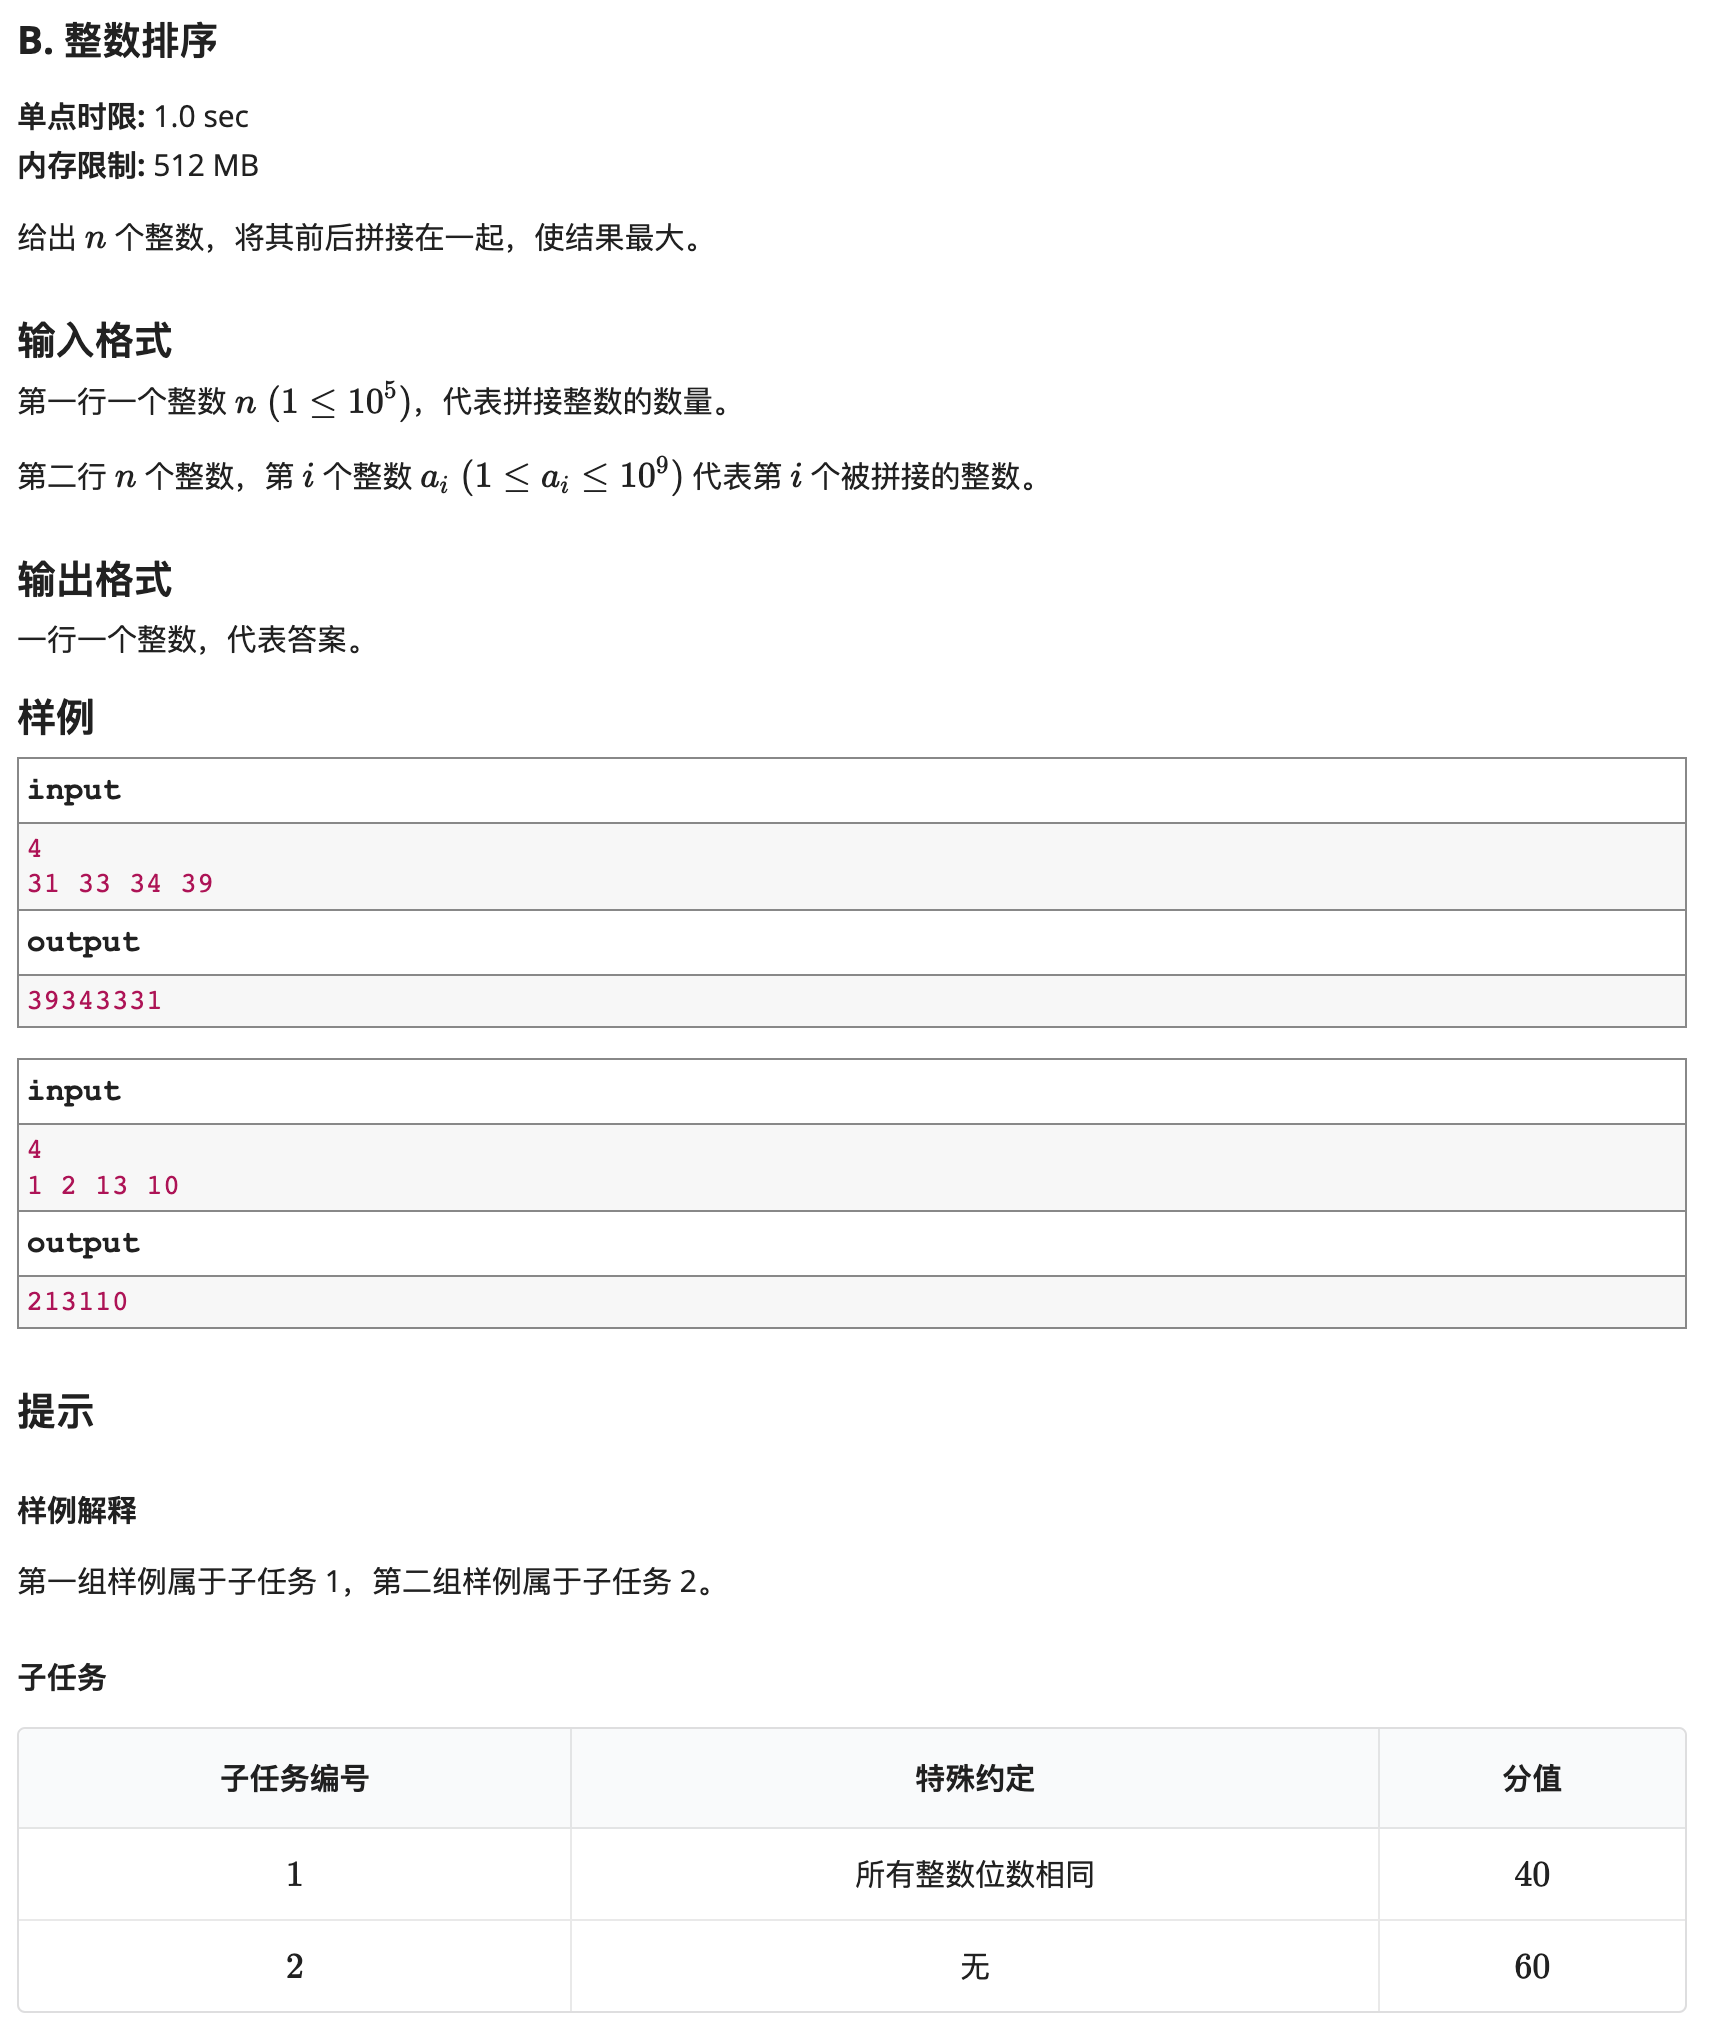 B. 整数排序
单点时限: 1.0 sec
内存限制: 512 MB
给出 n 个整数，将其前后拼接在一起，使结果最大。
输入格式
第一行一个整数 n (1 ≤ 10^5)，代表拼接整数的数量。
第二行 n 个整数，第 i 个整数 a_i (1 ≤ a_i ≤ 10^9) 代表第 i 个被拼接的整数。
输出格式
一行一个整数，代表答案。
样例
input
4
31 33 34 39
output
39343331
input
4
1 2 13 10
output
213110
提示
样例解释
第一组样例属于子任务 1，第二组样例属于子任务 2。
子任务
子任务编号 特殊约定 分值
1 所有整数位数相同 40
2 无 60